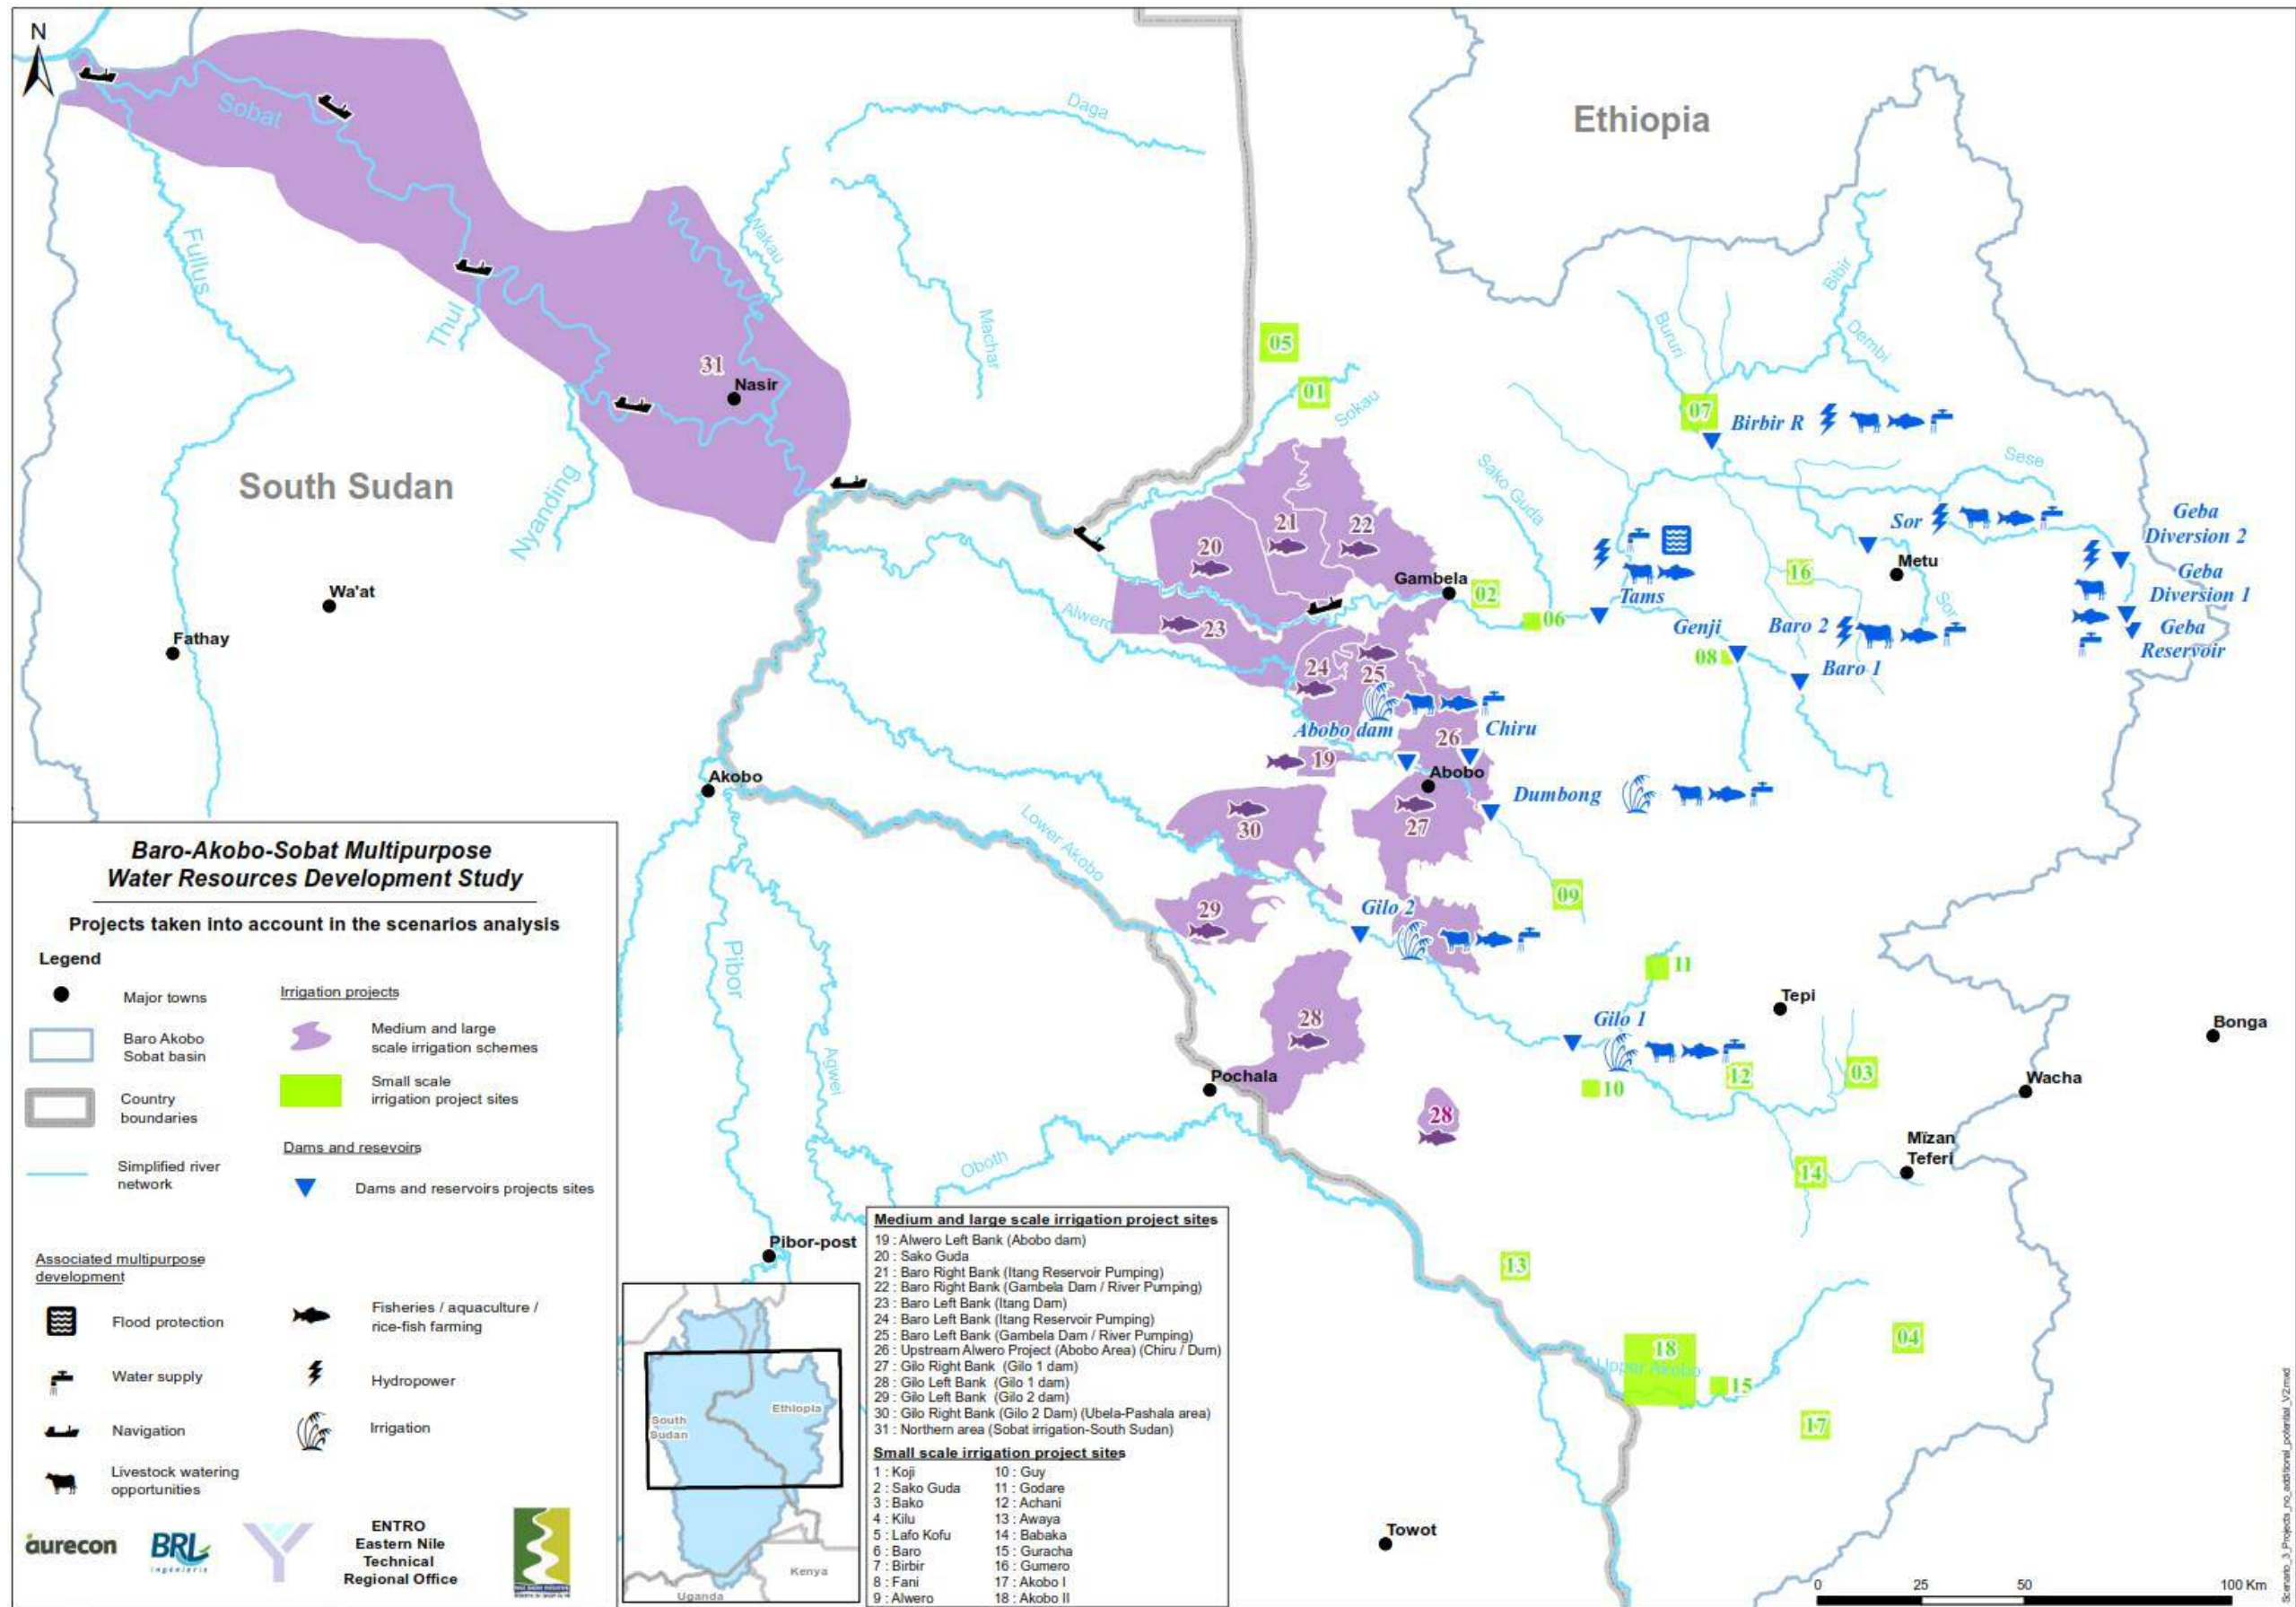 N
Ethiopia
South Sudan
Sobat
Fullus
Thul
Nyanding
Wakau
Machar
Daga
Sokau
Sako Guda
Bururi
Bibir
Dembi
Sese
Sor
Alwero
Lower Akobo
Pibor
Agwei
Oboth
Upper Akobo
31
Nasir
Wa'at
Fathay
Akobo
Pochala
Pibor-post
Towot
Gambela
Abobo
Metu
Tepi
Bonga
Wacha
Mizan
Teferi
05
01
07
Birbir R
Sor
Geba
Diversion 2
Geba
Diversion 1
Geba
Reservoir
21
22
20
23
24
25
02
06
Tams
Genji
08
16
Baro 2
Baro 1
Abobo dam
26
Chiru
19
Dumbong
30
27
29
09
Gilo 2
11
28
Gilo 1
10
12
03
28
14
13
18
15
04
17
Baro-Akobo-Sobat Multipurpose
Water Resources Development Study
Projects taken into account in the scenarios analysis
Legend
Major towns
Baro Akobo
Sobat basin
Country
boundaries
Simplified river
network
Irrigation projects
Medium and large
scale irrigation schemes
Small scale
irrigation project sites
Dams and resevoirs
Dams and reservoirs projects sites
Associated multipurpose
development
Flood protection
Water supply
Navigation
Livestock watering
opportunities
Fisheries / aquaculture /
rice-fish farming
Hydropower
Irrigation
aurecon
BRL
ingénierie
ENTRO
Eastern Nile
Technical
Regional Office
South
Sudan
Ethiopia
Kenya
Uganda
Medium and large scale irrigation project sites
19 : Alwero Left Bank (Abobo dam)
20 : Sako Guda
21 : Baro Right Bank (Itang Reservoir Pumping)
22 : Baro Right Bank (Gambela Dam / River Pumping)
23 : Baro Left Bank (Itang Dam)
24 : Baro Left Bank (Itang Reservoir Pumping)
25 : Baro Left Bank (Gambela Dam / River Pumping)
26 : Upstream Alwero Project (Abobo Area) (Chiru / Dum)
27 : Gilo Right Bank (Gilo 1 dam)
28 : Gilo Left Bank (Gilo 1 dam)
29 : Gilo Left Bank (Gilo 2 dam)
30 : Gilo Right Bank (Gilo 2 Dam) (Ubela-Pashala area)
31 : Northern area (Sobat irrigation-South Sudan)
Small scale irrigation project sites
1 : Koji
2 : Sako Guda
3 : Bako
4 : Kilu
5 : Lafo Kofu
6 : Baro
7 : Birbir
8 : Fani
9 : Alwero
10 : Guy
11 : Godare
12 : Achani
13 : Awaya
14 : Babaka
15 : Guracha
16 : Gumero
17 : Akobo I
18 : Akobo II
0 25 50 100 Km
Scenario_3_Projects_no_additional_potential_V2.mxd